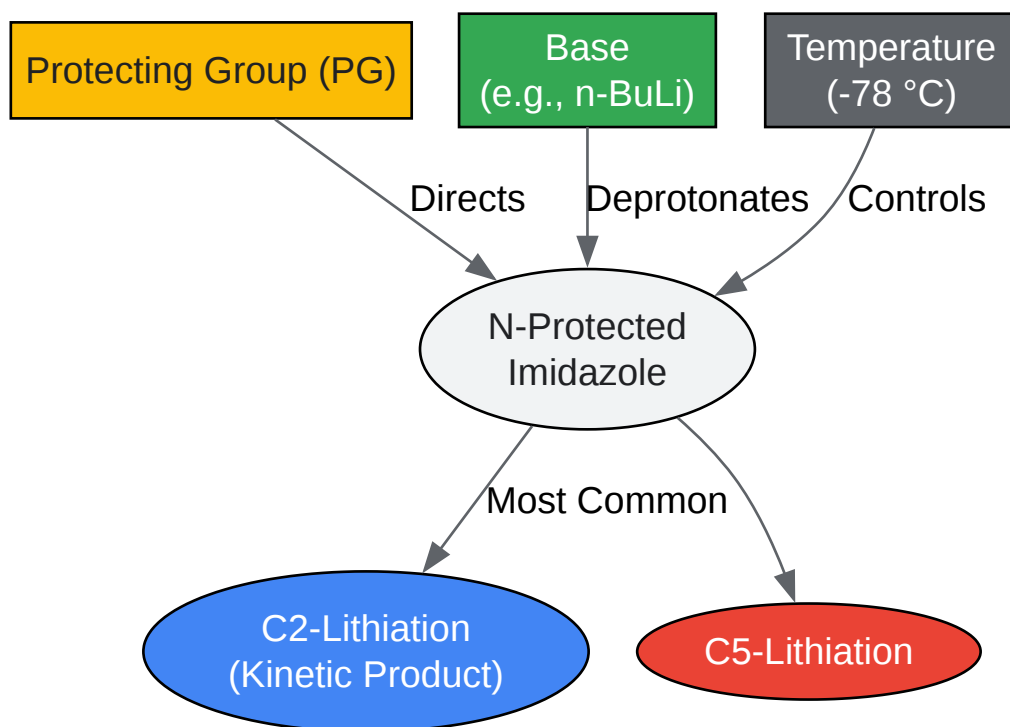 Protecting Group (PG)
Base
(e.g., n-BuLi)
Temperature
(-78 °C)
Directs
Deprotonates
Controls
N-Protected
Imidazole
Most Common
C2-Lithiation
(Kinetic Product)
C5-Lithiation